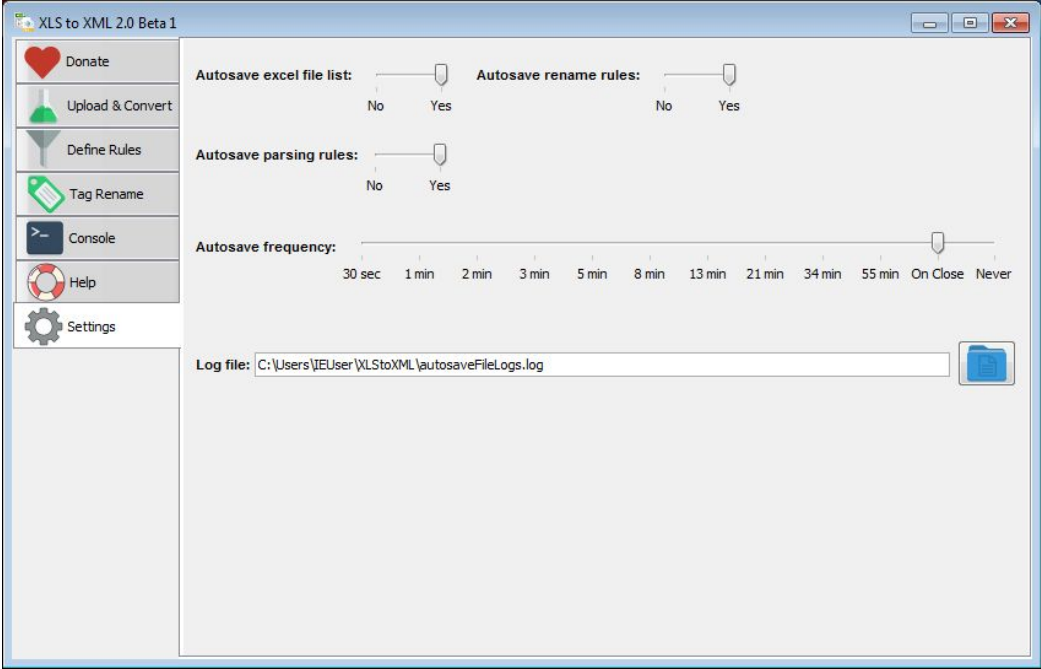 XLS to XML 2.0 Beta 1
Donate
Upload & Convert
Define Rules
Tag Rename
>_ Console
Help
Settings
Autosave excel file list: Autosave rename rules:
No Yes No Yes
Autosave parsing rules:
No Yes
Autosave frequency:
30 sec 1 min 2 min 3 min 5 min 8 min 13 min 21 min 34 min 55 min On Close Never
Log file: C:\Users\IEUser\XLStoXML\autosaveFileLogs.log